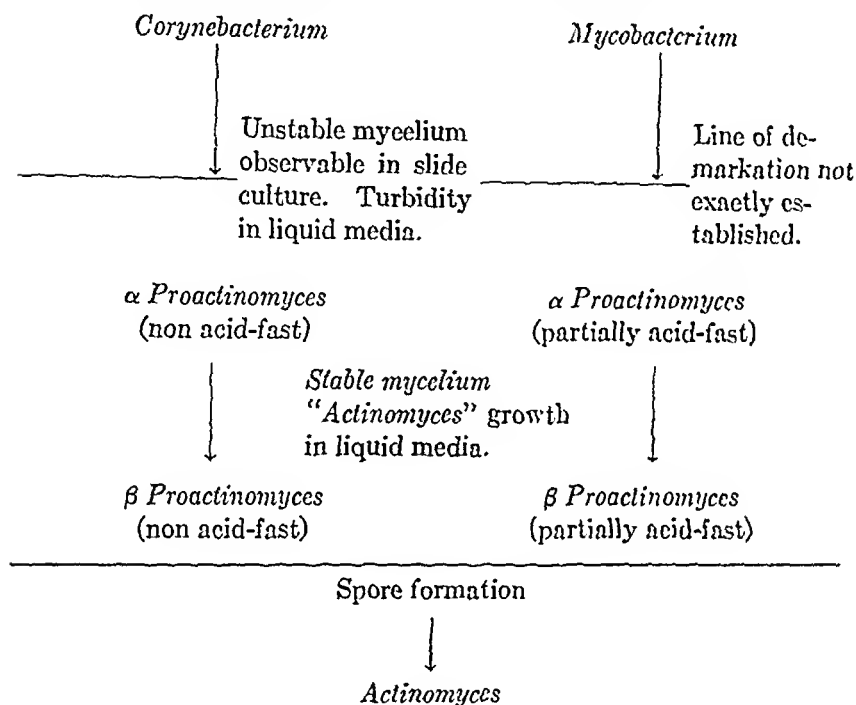 Corynebacterium
Mycobacterium
Unstable mycelium
observable in slide
culture. Turbidity
in liquid media.
Line of de-
markation not
exactly es-
tablished.
α Proactinomyces
(non acid-fast)
α Proactinomyces
(partially acid-fast)
Stable mycelium
"Actinomyces" growth
in liquid media.
β Proactinomyces
(non acid-fast)
β Proactinomyces
(partially acid-fast)
Spore formation
Actinomyces